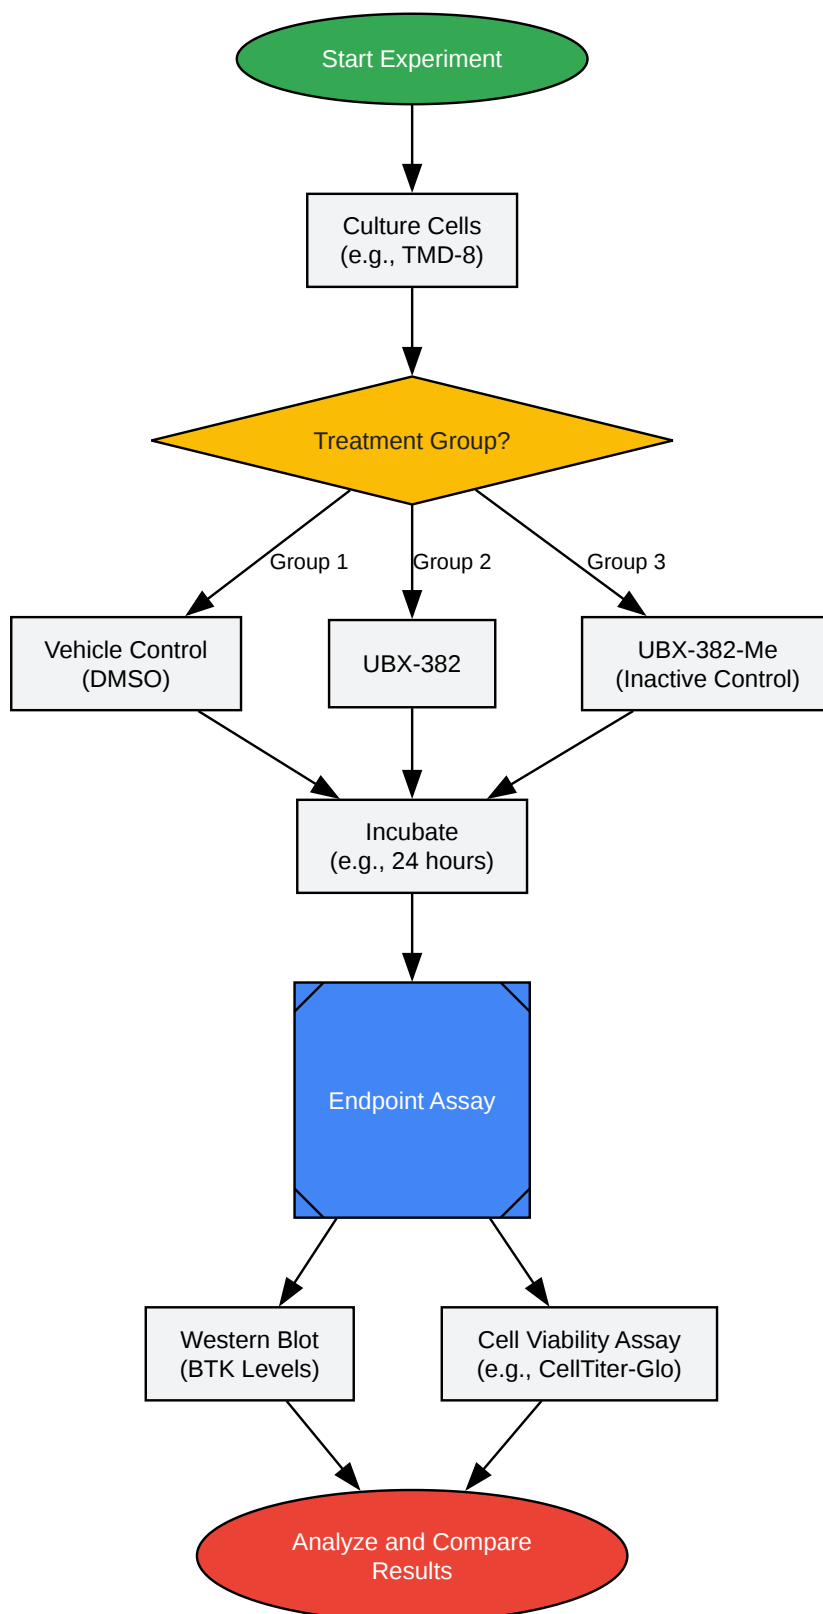 Start Experiment
Culture Cells
(e.g., TMD-8)
Treatment Group?
Group 1
Group 2
Group 3
Vehicle Control
(DMSO)
UBX-382
UBX-382-Me
(Inactive Control)
Incubate
(e.g., 24 hours)
Endpoint Assay
Western Blot
(BTK Levels)
Cell Viability Assay
(e.g., CellTiter-Glo)
Analyze and Compare
Results